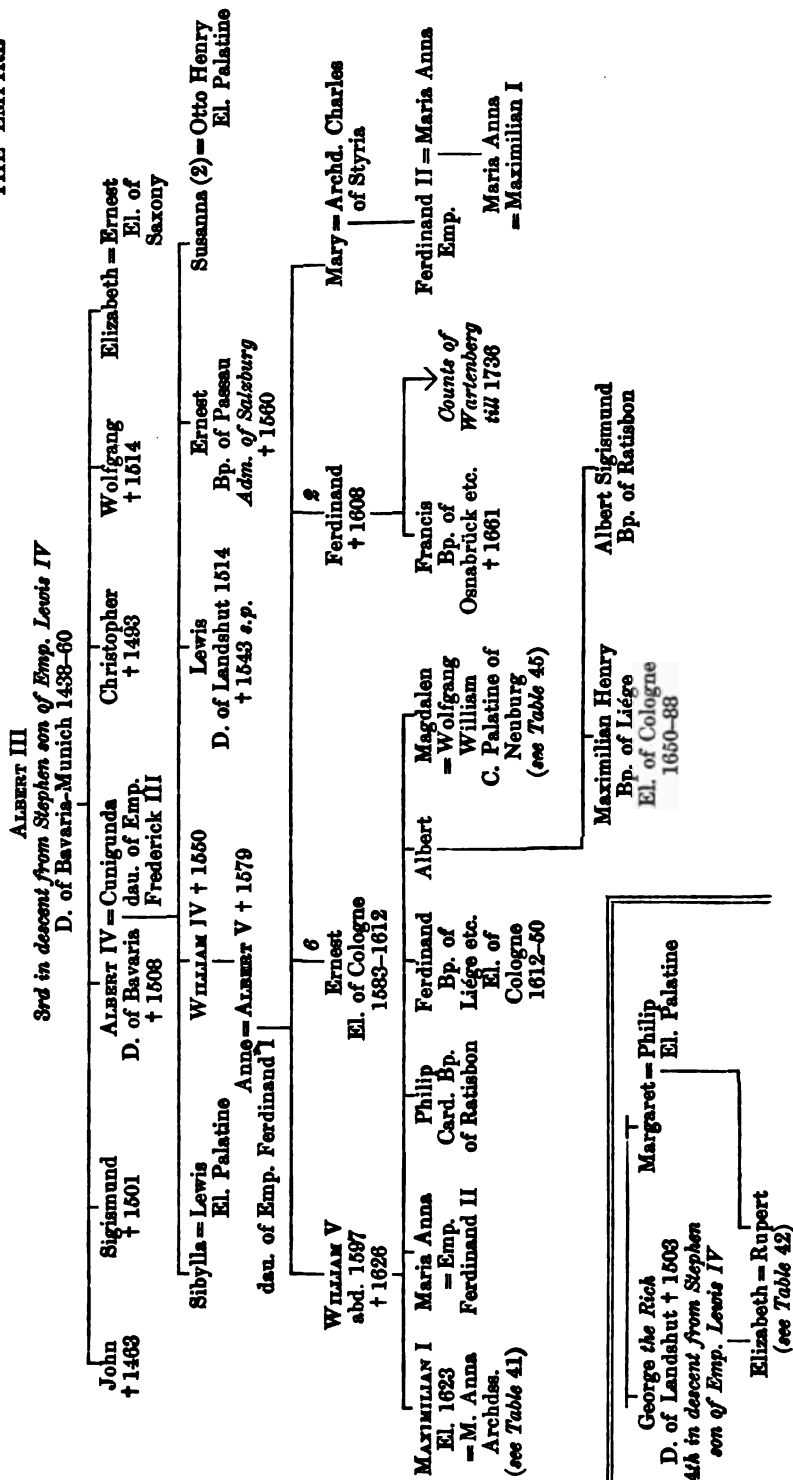 THE EMPIRE
ALBERT III
3rd in descent from Stephen son of Emp. Lewis IV
D. of Bavaria-Munich 1438–60
John
† 1463
Sigismund
† 1501
ALBERT IV = Cunigunda
D. of Bavaria dau. of Emp.
† 1508 Frederick III
Christopher
† 1493
Wolfgang
† 1514
Elizabeth = Ernest
El. of
Saxony
Sibylla = Lewis
El. Palatine
WILLIAM IV † 1550
Lewis
D. of Landshut 1514
† 1543 s.p.
Ernest
Bp. of Passau
Adm. of Salzburg
† 1560
Susanna (2) = Otto Henry
El. Palatine
Anne = ALBERT V † 1579
dau. of Emp. Ferdinand I
WILLIAM V
abd. 1597
† 1626
6
Ernest
El. of Cologne
1583–1612
2
Ferdinand
† 1608
Mary = Archd. Charles
of Styria
MAXIMILIAN I
El. 1623
= M. Anna
Archdss.
(see Table 41)
Maria Anna
= Emp.
Ferdinand II
Philip
Card. Bp.
of Ratisbon
Ferdinand
Bp. of
Liége etc.
El. of
Cologne
1612–50
Albert
Magdalen
= Wolfgang
William
C. Palatine of
Neuburg
(see Table 45)
Francis
Bp. of
Osnabrück etc.
† 1661
Counts of
Wartenberg
till 1736
Ferdinand II = Maria Anna
Emp.
Maria Anna
= Maximilian I
Maximilian Henry
Bp. of Liége
El. of Cologne
1650–88
Albert Sigismund
Bp. of Ratisbon
George the Rich
D. of Landshut † 1503
4th in descent from Stephen
son of Emp. Lewis IV
Margaret = Philip
El. Palatine
Elizabeth = Rupert
(see Table 42)